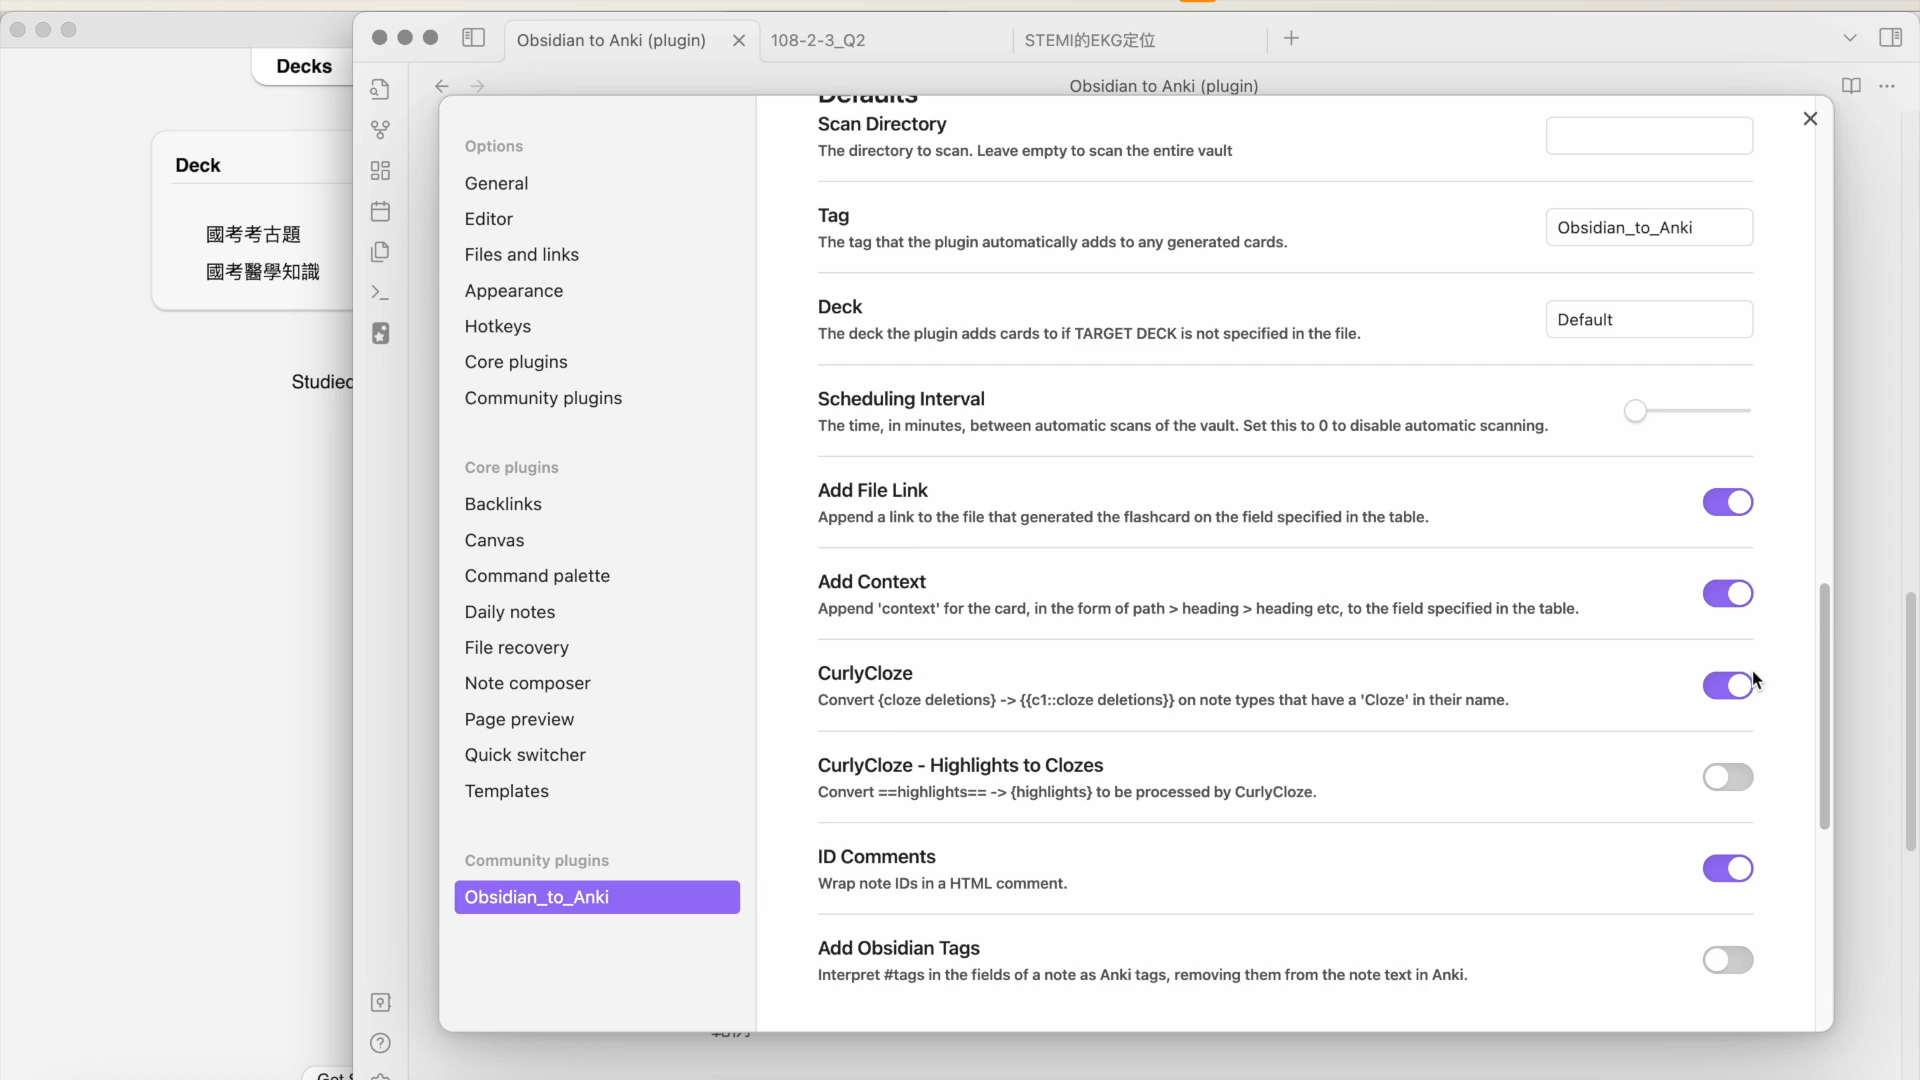 Decks
Deck
國考考古題
國考醫學知識
Studied
Obsidian to Anki (plugin)
108-2-3_Q2
STEMI的EKG定位
Obsidian to Anki (plugin)
Options
General
Editor
Files and links
Appearance
Hotkeys
Core plugins
Community plugins
Core plugins
Backlinks
Canvas
Command palette
Daily notes
File recovery
Note composer
Page preview
Quick switcher
Templates
Community plugins
Obsidian_to_Anki
Defaults
Scan Directory
The directory to scan. Leave empty to scan the entire vault
Tag
The tag that the plugin automatically adds to any generated cards.
Obsidian_to_Anki
Deck
The deck the plugin adds cards to if TARGET DECK is not specified in the file.
Default
Scheduling Interval
The time, in minutes, between automatic scans of the vault. Set this to 0 to disable automatic scanning.
Add File Link
Append a link to the file that generated the flashcard on the field specified in the table.
Add Context
Append 'context' for the card, in the form of path > heading > heading etc, to the field specified in the table.
CurlyCloze
Convert {cloze deletions} -> {{c1::cloze deletions}} on note types that have a 'Cloze' in their name.
CurlyCloze - Highlights to Clozes
Convert ==highlights== -> {highlights} to be processed by CurlyCloze.
ID Comments
Wrap note IDs in a HTML comment.
Add Obsidian Tags
Interpret #tags in the fields of a note as Anki tags, removing them from the note text in Anki.